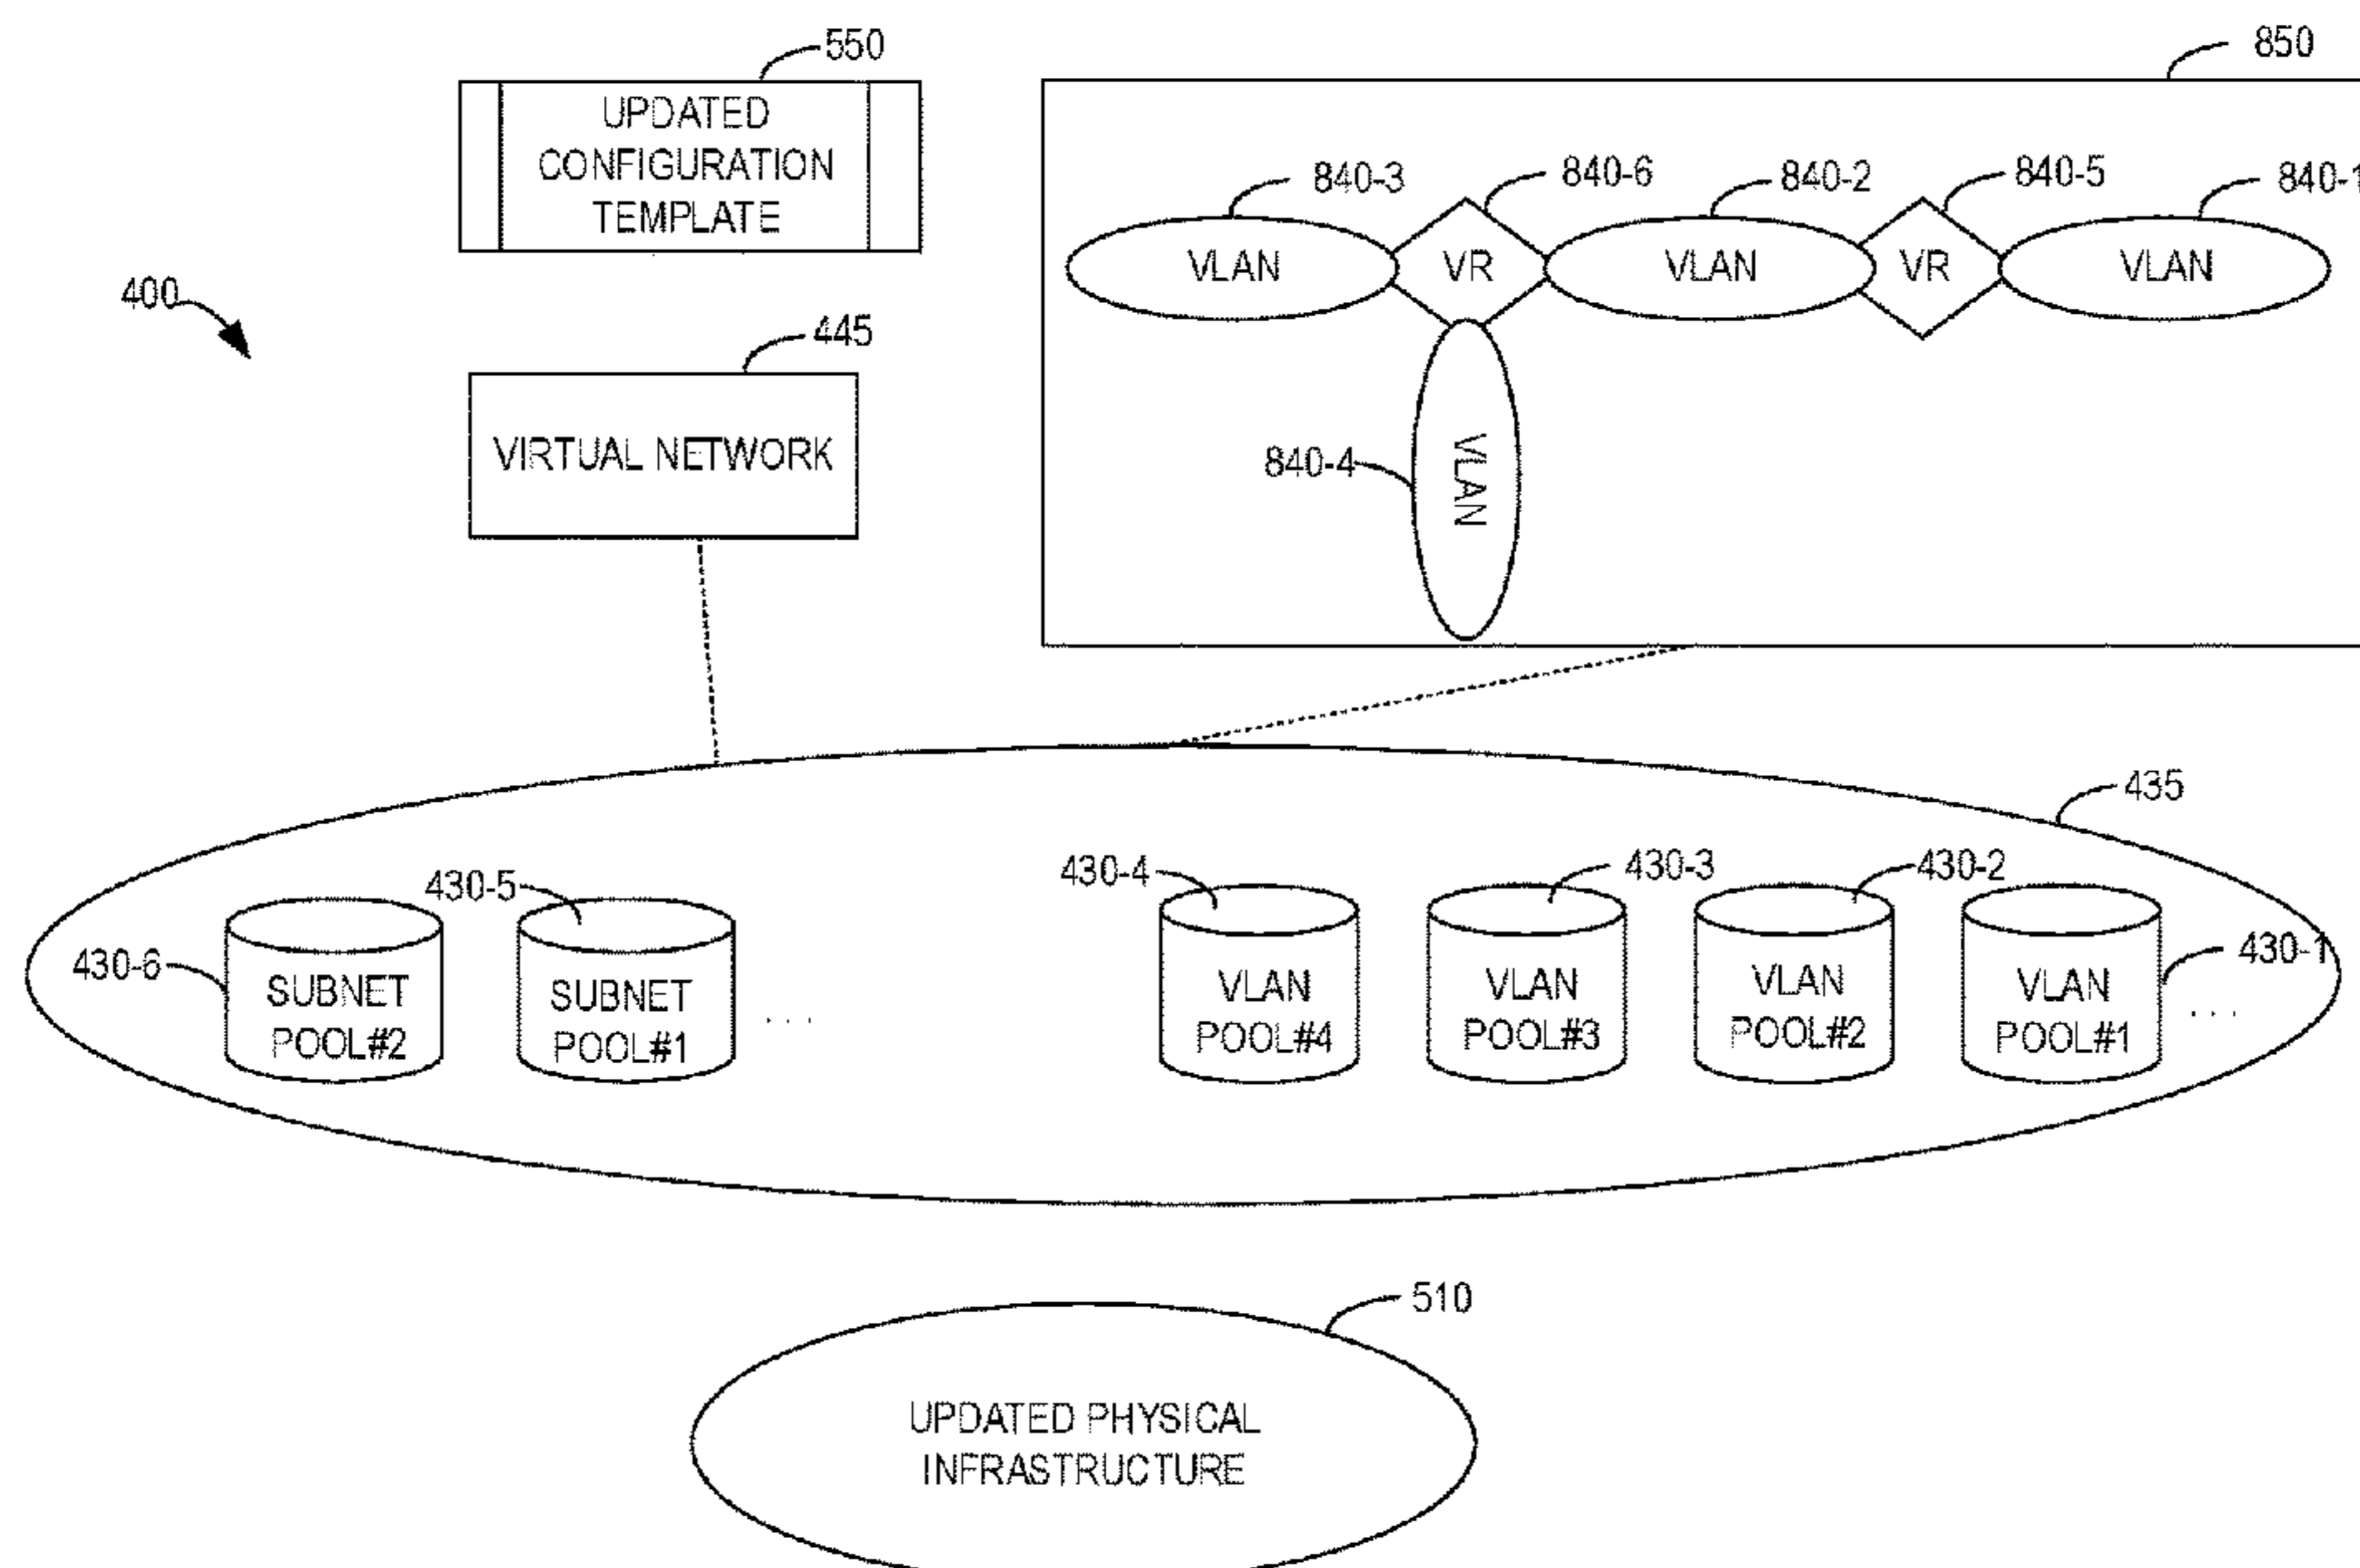 550
850
UPDATED
CONFIGURATION
TEMPLATE
840-3
840-6
840-2
840-5
840-1
VLAN
VR
VLAN
VR
VLAN
400
445
VIRTUAL NETWORK
840-4
VLAN
435
430-4
430-3
430-2
430-5
430-6
430-1
SUBNET
POOL#2
SUBNET
POOL#1
...
VLAN
POOL#4
VLAN
POOL#3
VLAN
POOL#2
VLAN
POOL#1
...
510
UPDATED PHYSICAL
INFRASTRUCTURE